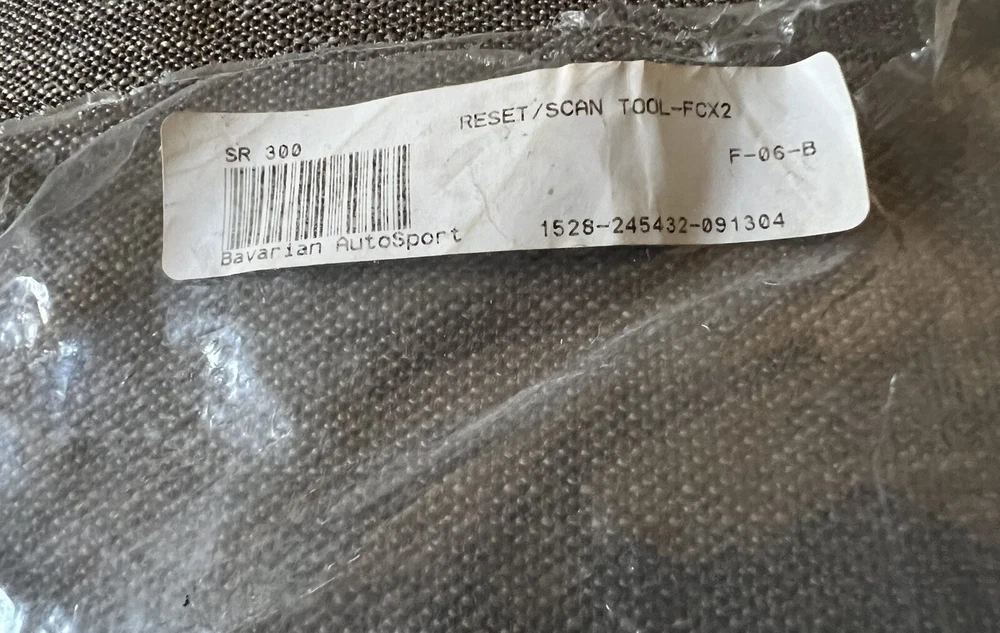 RESET/SCAN TOOL-FCX2
SR 300
F-06-B
Bavarian AutoSport
1528-245432-091304